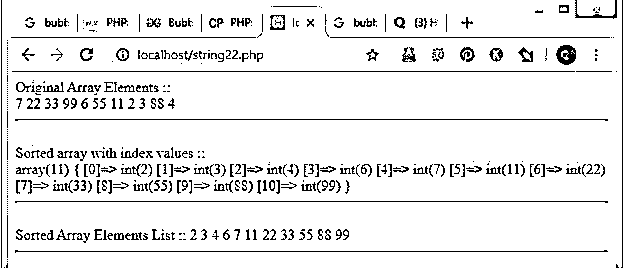 G bubb
PHP:
GG Bubb
CP PHP:
G bubb
Q (3) H
localhost/string22.php
Original Array Elements ::
7 22 33 99 6 55 11 2 3 88 4
Sorted array with index values ::
array(11) { [0]=> int(2) [1]=> int(3) [2]=> int(4) [3]=> int(6) [4]=> int(7) [5]=> int(11) [6]=> int(22)
[7]=> int(33) [8]=> int(55) [9]=> int(88) [10]=> int(99) }
Sorted Array Elements List :: 2 3 4 6 7 11 22 33 55 88 99